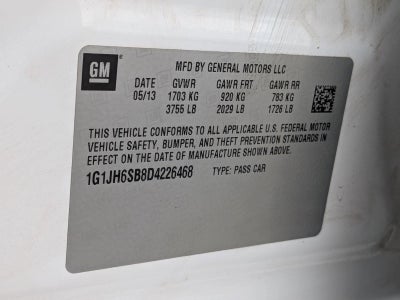 GM
MFD BY GENERAL MOTORS LLC
DATE GVWR GAWR FRT GAWR RR
05/13 1703 KG 920 KG 783 KG
3755 LB 2029 LB 1726 LB
THIS VEHICLE CONFORMS TO ALL APPLICABLE U.S. FEDERAL MOTOR
VEHICLE SAFETY, BUMPER, AND THEFT PREVENTION STANDARDS
IN EFFECT ON THE DATE OF MANUFACTURE SHOWN ABOVE.
1G1JH6SB8D4226468 TYPE: PASS CAR